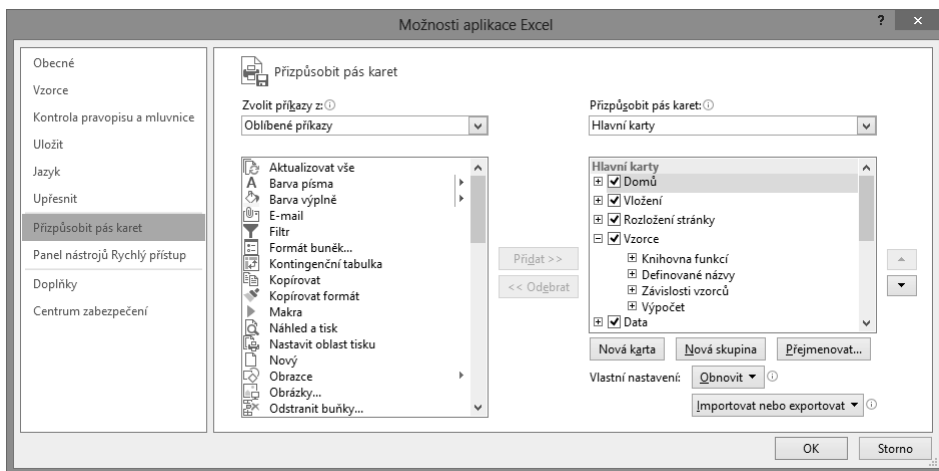 Možnosti aplikace Excel
?
Obecné
Vzorce
Kontrola pravopisu a mluvnice
Uložit
Jazyk
Upřesnit
Přizpůsobit pás karet
Panel nástrojů Rychlý přístup
Doplňky
Centrum zabezpečení
Přizpůsobit pás karet
Zvolit příkazy z:
Oblíbené příkazy
Aktualizovat vše
Barva písma
Barva výplně
E-mail
Filtr
Formát buněk...
Kontingenční tabulka
Kopírovat
Kopírovat formát
Makra
Náhled a tisk
Nastavit oblast tisku
Nový
Obrazce
Obrázky...
Odstranit buňky...
Přidat >>
<< Odebrat
Přizpůsobit pás karet:
Hlavní karty
Hlavní karty
Domů
Vložení
Rozložení stránky
Vzorce
Knihovna funkcí
Definované názvy
Závislosti vzorců
Výpočet
Data
Nová karta Nová skupina Přejmenovat...
Vlastní nastavení: Obnovit
Importovat nebo exportovat
OK Storno